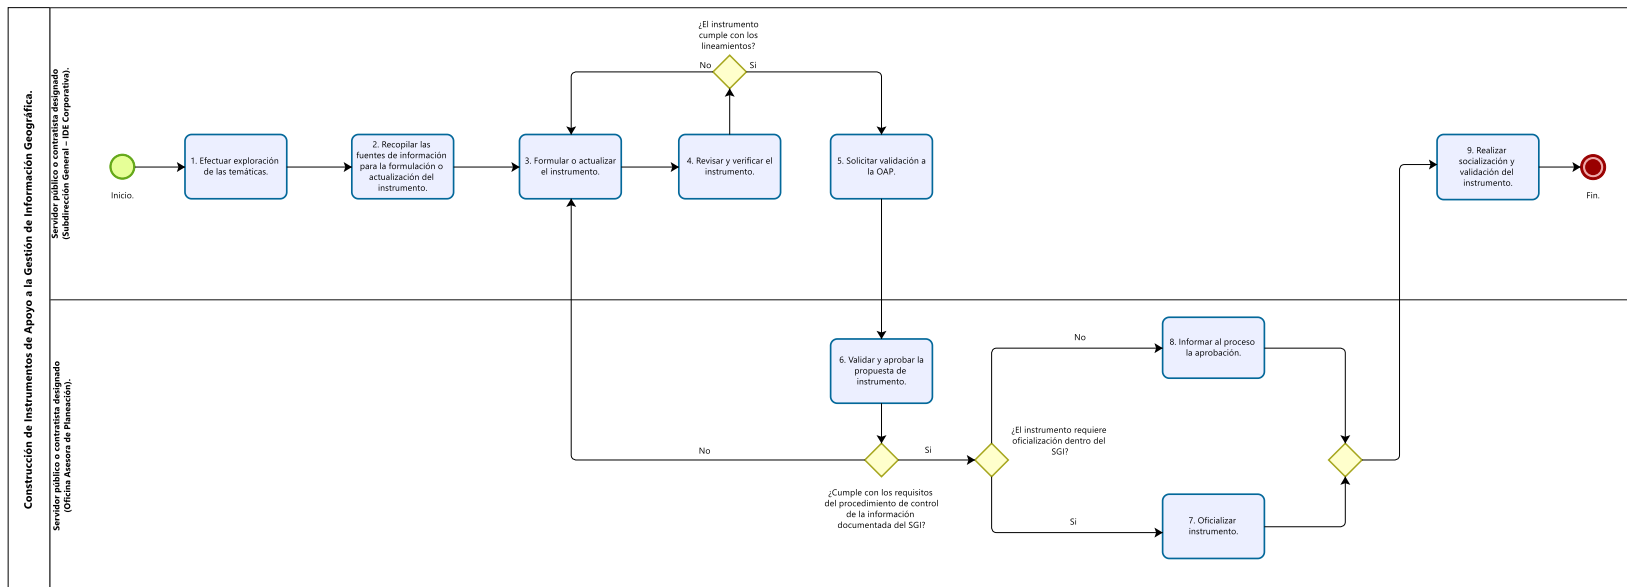 Construcción de Instrumentos de Apoyo a la Gestión de Información Geográfica.
Servidor público o contratista designado
(Subdirección General – IDE Corporativa).
Inicio.
1. Efectuar exploración
de las temáticas.
2. Recopilar las
fuentes de información
para la formulación o
actualización del
instrumento.
3. Formular o actualizar
el instrumento.
4. Revisar y verificar el
instrumento.
¿El instrumento
cumple con los
lineamientos?
No
Si
5. Solicitar validación a
la OAP.
9. Realizar
socialización y
validación del
instrumento.
Fin.
Servidor público o contratista designado
(Oficina Asesora de Planeación).
6. Validar y aprobar la
propuesta de
instrumento.
No
Si
¿Cumple con los requisitos
del procedimiento de control
de la información
documentada del SGI?
¿El instrumento requiere
oficialización dentro del
SGI?
No
8. Informar al proceso
la aprobación.
Si
7. Oficializar
instrumento.